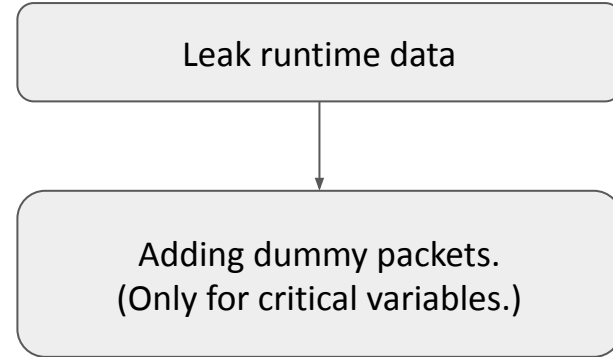 Leak runtime data
Adding dummy packets.
(Only for critical variables.)